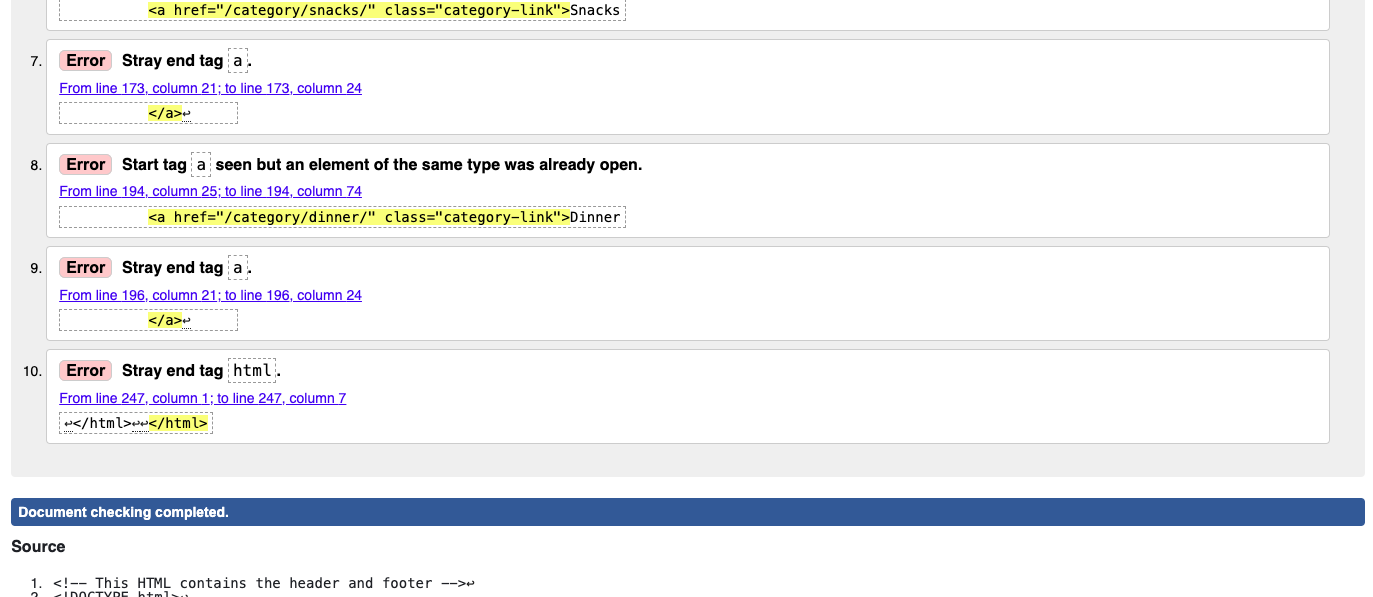 <a href="/category/snacks/" class="category-link">Snacks
7. Error Stray end tag a.
From line 173, column 21; to line 173, column 24
</a>↩
8. Error Start tag a seen but an element of the same type was already open.
From line 194, column 25; to line 194, column 74
<a href="/category/dinner/" class="category-link">Dinner
9. Error Stray end tag a.
From line 196, column 21; to line 196, column 24
</a>↩
10. Error Stray end tag html.
From line 247, column 1; to line 247, column 7
↩</html>↩↩</html>
Document checking completed.
Source
1. <!-- This HTML contains the header and footer -->↩
2. <!DOCTYPE html>↩